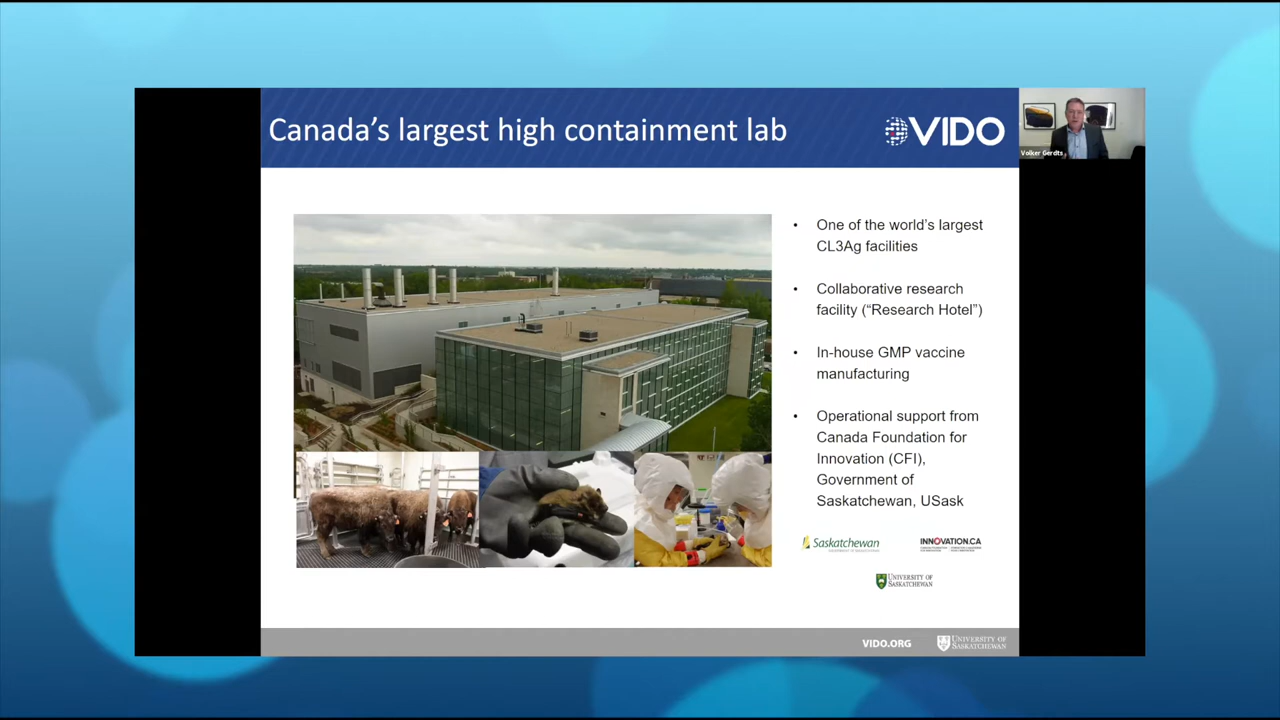 Canada's largest high containment lab
VIDO
Volker Gerdts
• One of the world's largest
CL3Ag facilities
• Collaborative research
facility (“Research Hotel”)
• In-house GMP vaccine
manufacturing
• Operational support from
Canada Foundation for
Innovation (CFI),
Government of
Saskatchewan, USask
Saskatchewan
INNOVATION.CA
UNIVERSITY OF
SASKATCHEWAN
VIDO.ORG
UNIVERSITY OF
SASKATCHEWAN